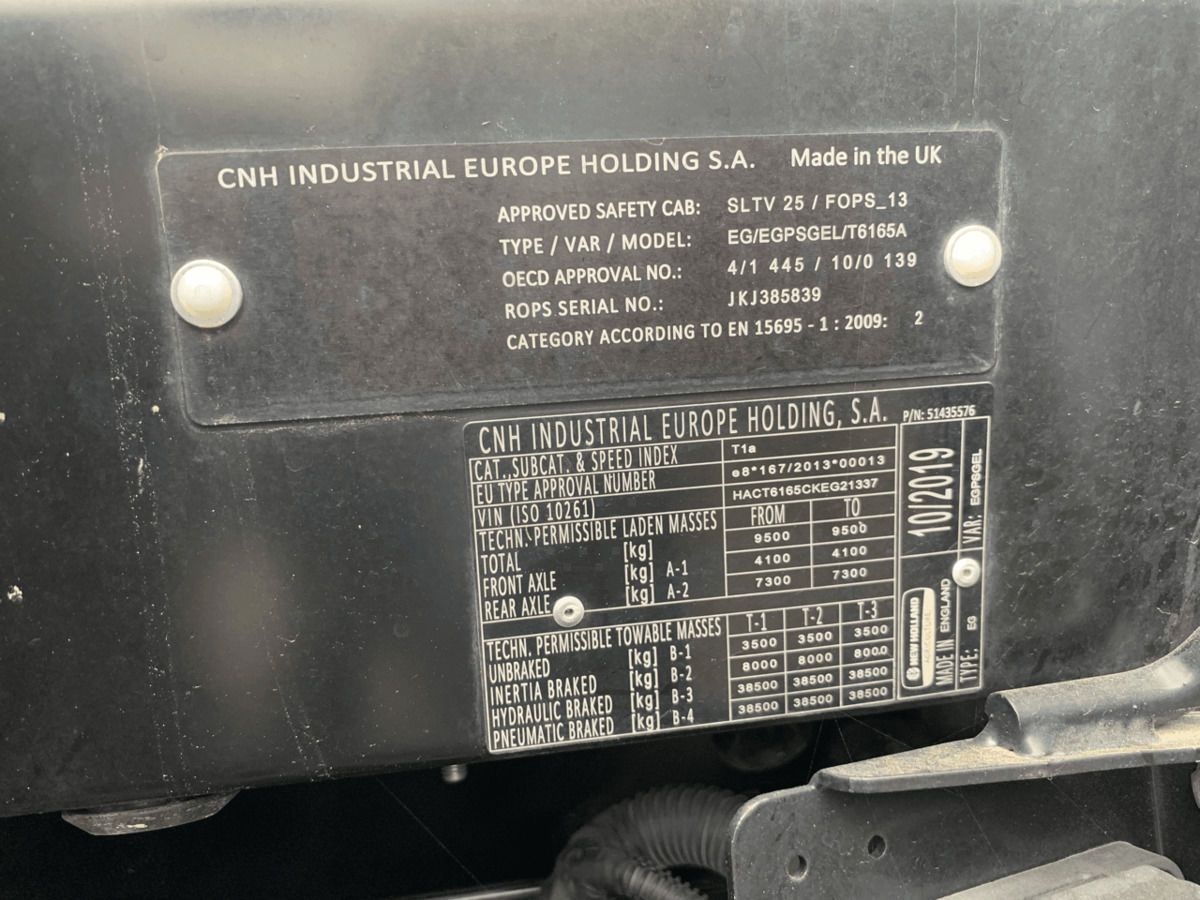 CNH INDUSTRIAL EUROPE HOLDING S.A. Made in the UK
APPROVED SAFETY CAB: SLTV 25 / FOPS_13
TYPE / VAR / MODEL: EG/EGPSGEL/T6165A
OECD APPROVAL NO.: 4/1 445 / 10/0 139
ROPS SERIAL NO.: JKJ385839
CATEGORY ACCORDING TO EN 15695 - 1 : 2009: 2
CNH INDUSTRIAL EUROPE HOLDING, S.A. P/N: 51435576
CAT.,SUBCAT. & SPEED INDEX T1a
EU TYPE APPROVAL NUMBER e8*167/2013*00013
VIN (ISO 10261) HACT6165CKEG21337
TECHN. PERMISSIBLE LADEN MASSES FROM TO
TOTAL [kg] 9500 9500
FRONT AXLE [kg] A-1 4100 4100
REAR AXLE [kg] A-2 7300 7300
TECHN. PERMISSIBLE TOWABLE MASSES T-1 T-2 T-3
UNBRAKED [kg] B-1 3500 3500 3500
INERTIA BRAKED [kg] B-2 8000 8000 8000
HYDRAULIC BRAKED [kg] B-3 38500 38500 38500
PNEUMATIC BRAKED [kg] B-4 38500 38500 38500
10/2019
VAR: EGPSGEL
NEW HOLLAND
AGRICULTURE
MADE IN ENGLAND
TYPE: EG